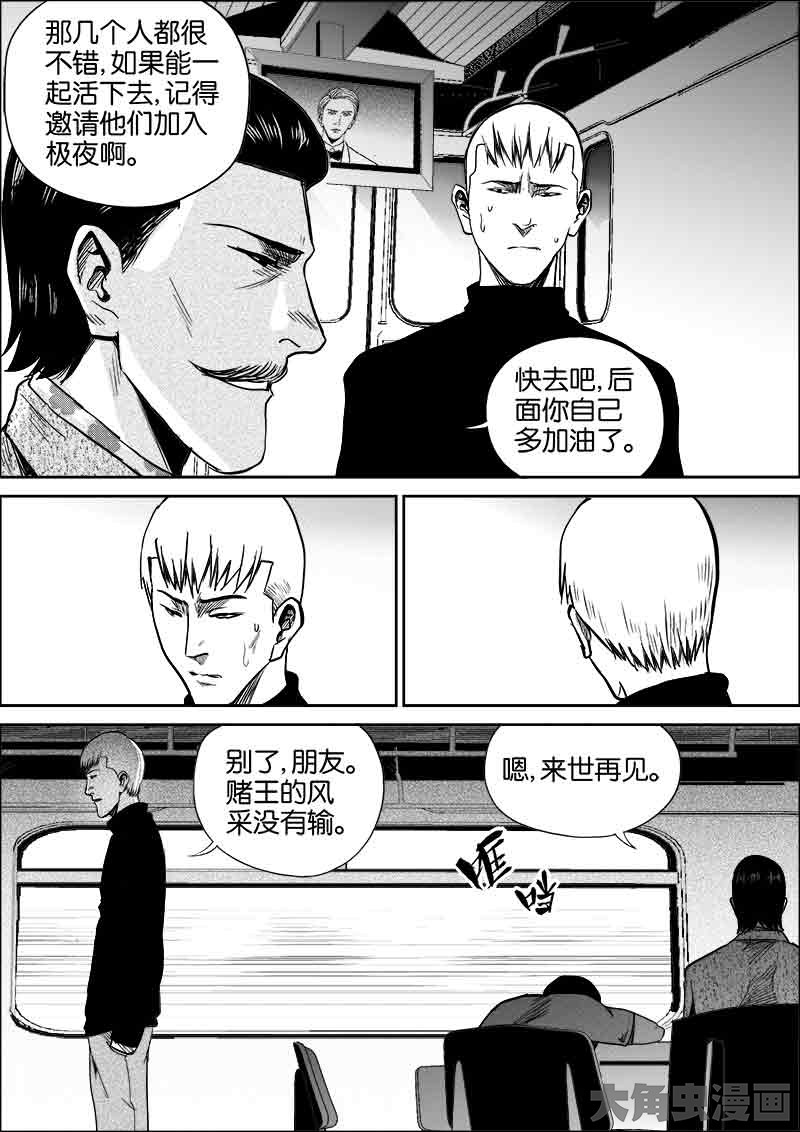 那几个人都很
不错,如果能一
起活下去,记得
邀请他们加入
极夜啊。
快去吧,后
面你自己
多加油了。
别了,朋友。
赌王的风
采没有输。
嗯,来世再见。
哐
当
大角虫漫画